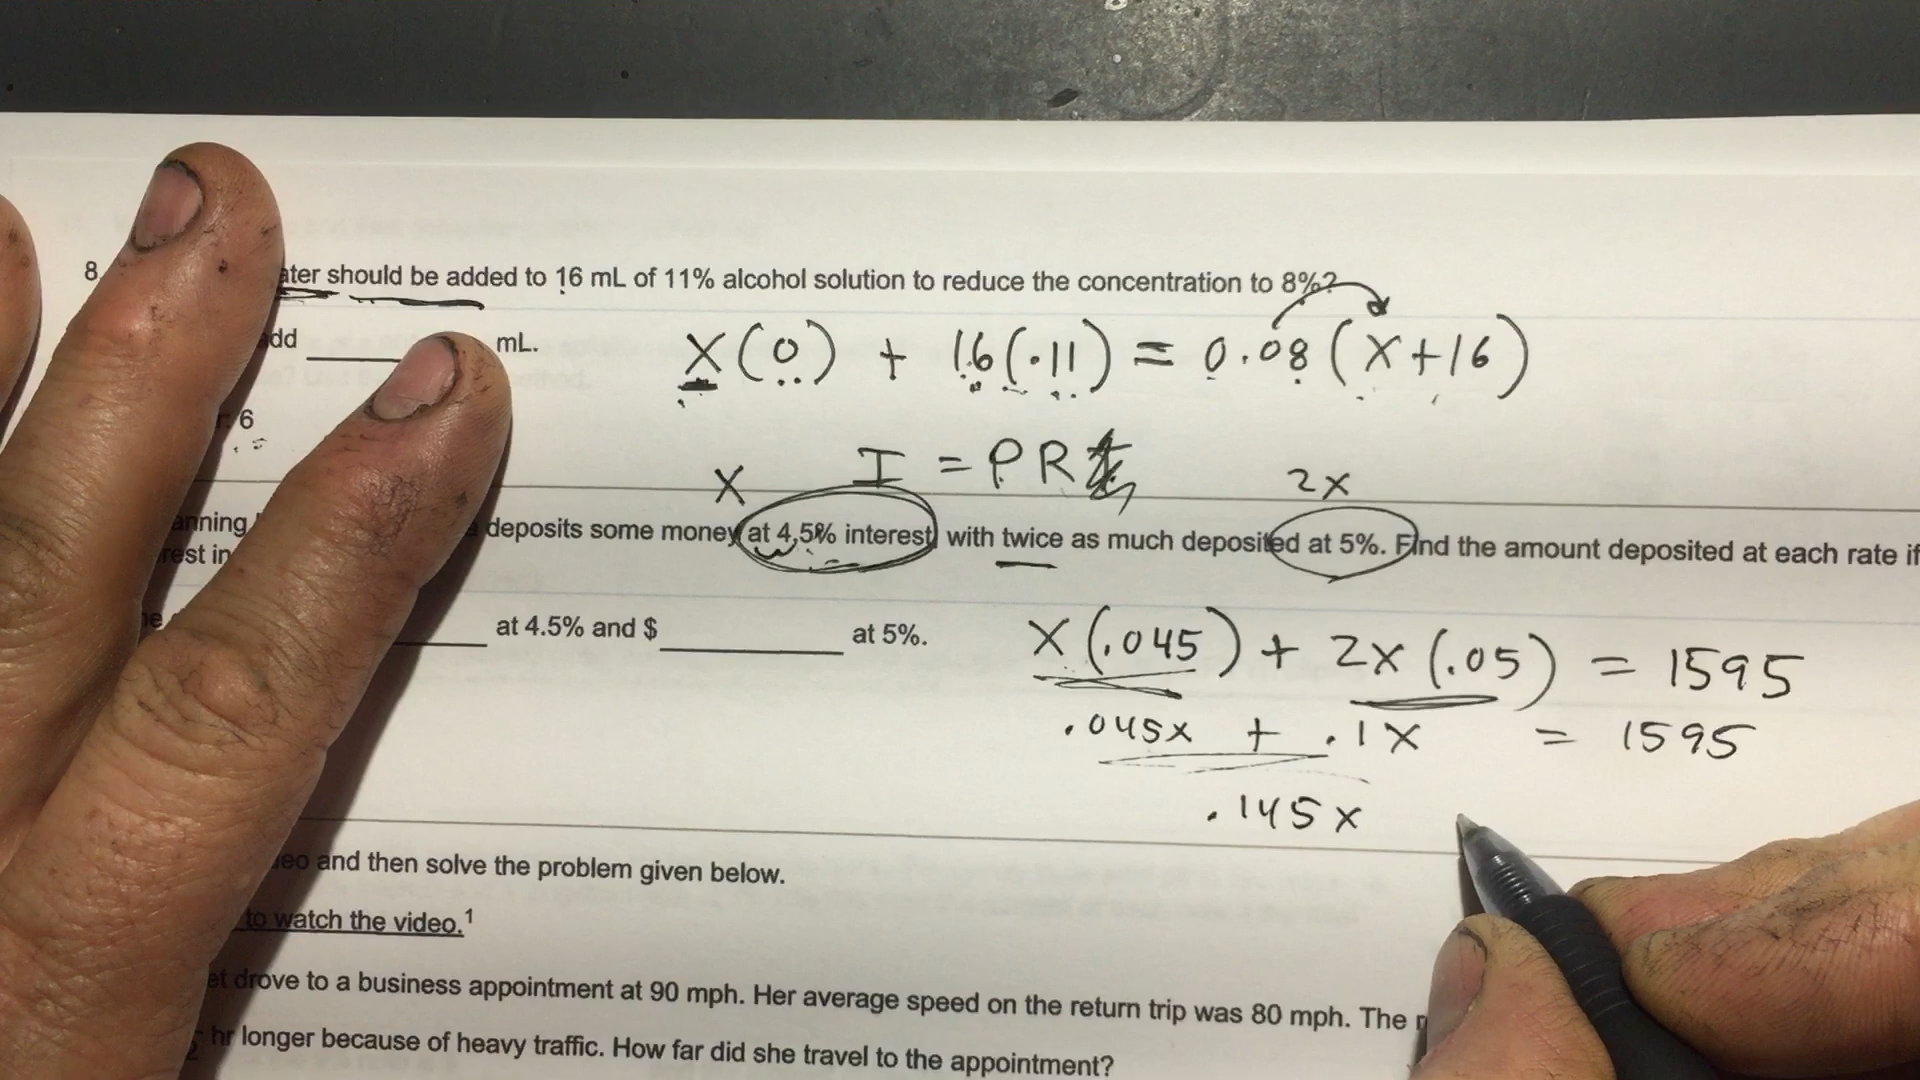 8. ater should be added to 16 mL of 11% alcohol solution to reduce the concentration to 8%?
dd ______ mL.
X(0) + 16(.11) = 0.08(X+16)
6
I = PRt
X 2X
anning deposits some money at 4.5% interest with twice as much deposited at 5%. Find the amount deposited at each rate if
rest in
at 4.5% and $ ______ at 5%.
X(.045) + 2X(.05) = 1595
.045X + .1X = 1595
.145X
eo and then solve the problem given below.
to watch the video.1
et drove to a business appointment at 90 mph. Her average speed on the return trip was 80 mph. The
hr longer because of heavy traffic. How far did she travel to the appointment?